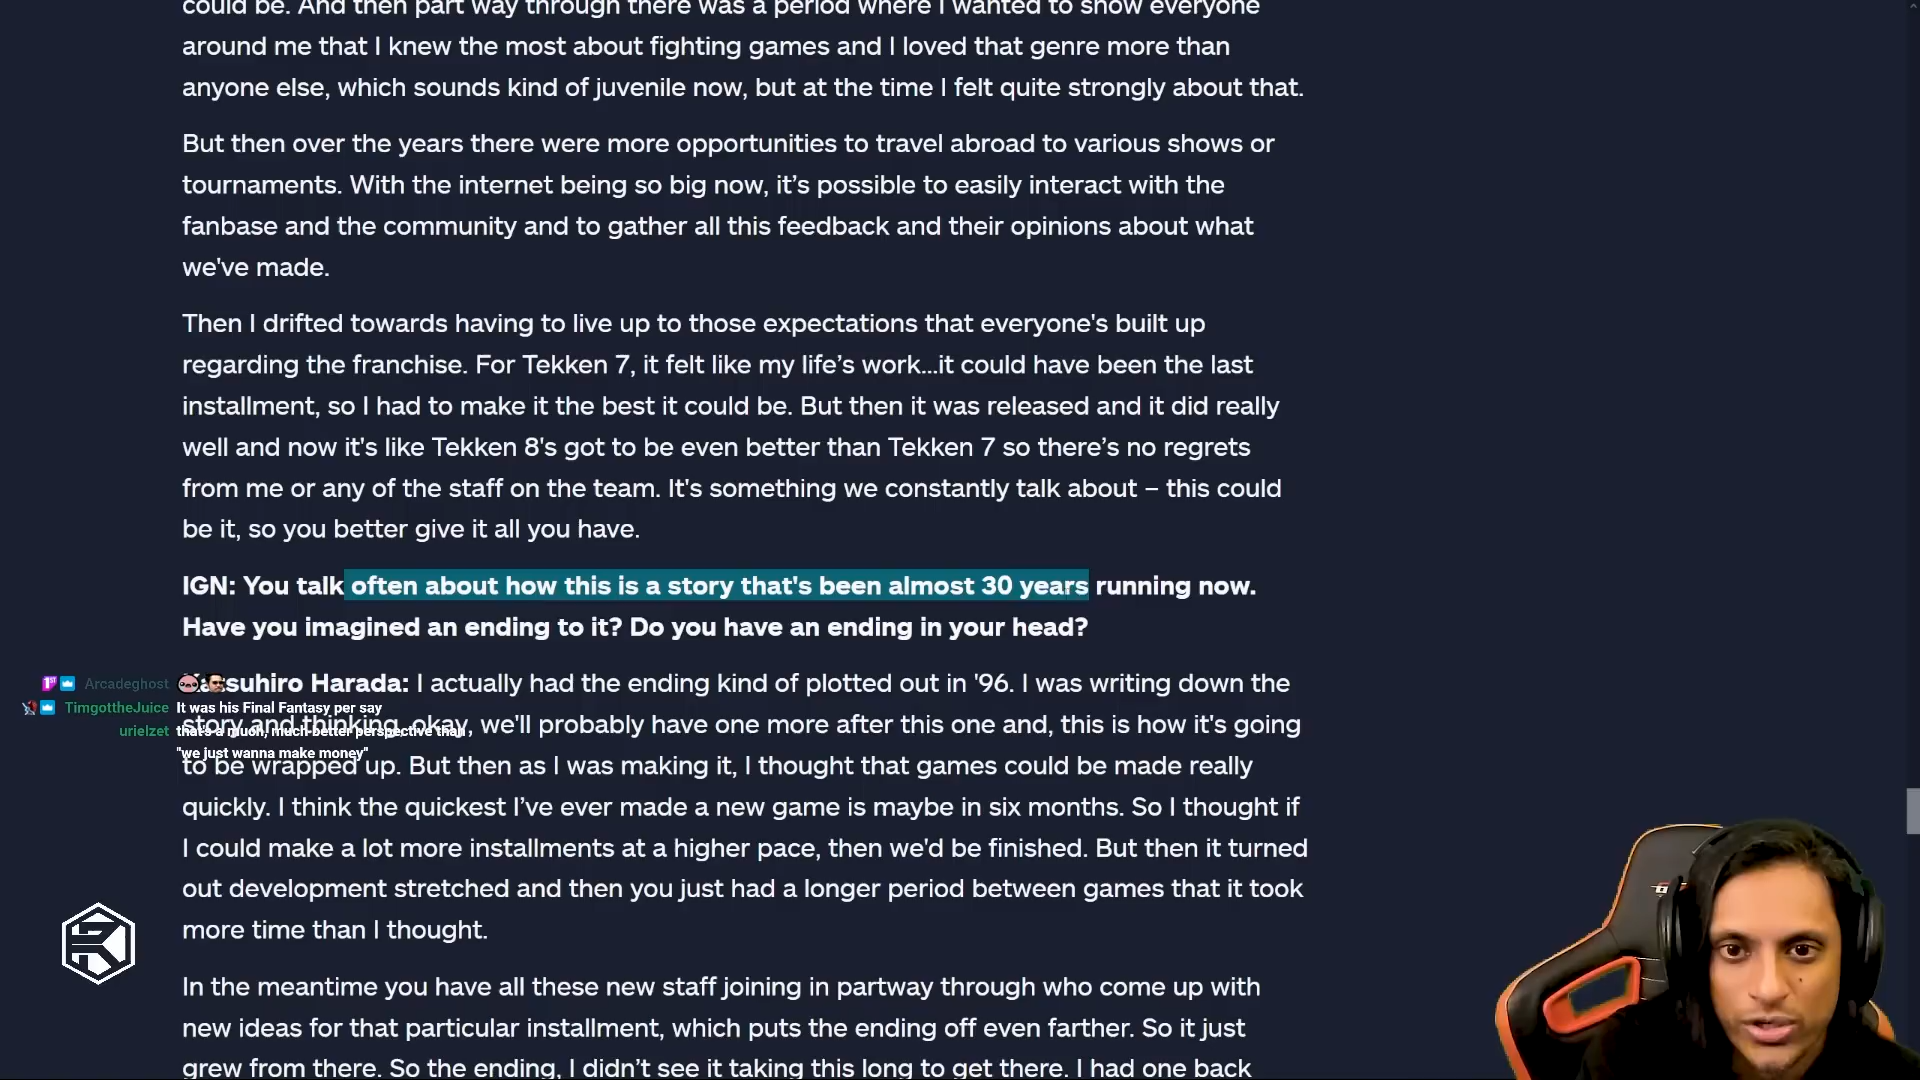 could be. And then part way through there was a period where I wanted to show everyone
around me that I knew the most about fighting games and I loved that genre more than
anyone else, which sounds kind of juvenile now, but at the time I felt quite strongly about that.
But then over the years there were more opportunities to travel abroad to various shows or
tournaments. With the internet being so big now, it’s possible to easily interact with the
fanbase and the community and to gather all this feedback and their opinions about what
we've made.
Then I drifted towards having to live up to those expectations that everyone's built up
regarding the franchise. For Tekken 7, it felt like my life’s work...it could have been the last
installment, so I had to make it the best it could be. But then it was released and it did really
well and now it's like Tekken 8's got to be even better than Tekken 7 so there’s no regrets
from me or any of the staff on the team. It's something we constantly talk about – this could
be it, so you better give it all you have.
IGN: You talk often about how this is a story that's been almost 30 years running now.
Have you imagined an ending to it? Do you have an ending in your head?
Arcadeghost
suhiro Harada: I actually had the ending kind of plotted out in '96. I was writing down the
TimgottheJuice It was his Final Fantasy per say
story and thinking, okay, we'll probably have one more after this one and, this is how it's going
urielzet that's a much, much better perspective than
"we just wanna make money"
to be wrapped up. But then as I was making it, I thought that games could be made really
quickly. I think the quickest I’ve ever made a new game is maybe in six months. So I thought if
I could make a lot more installments at a higher pace, then we'd be finished. But then it turned
out development stretched and then you just had a longer period between games that it took
more time than I thought.
In the meantime you have all these new staff joining in partway through who come up with
new ideas for that particular installment, which puts the ending off even farther. So it just
grew from there. So the ending, I didn’t see it taking this long to get there. I had one back